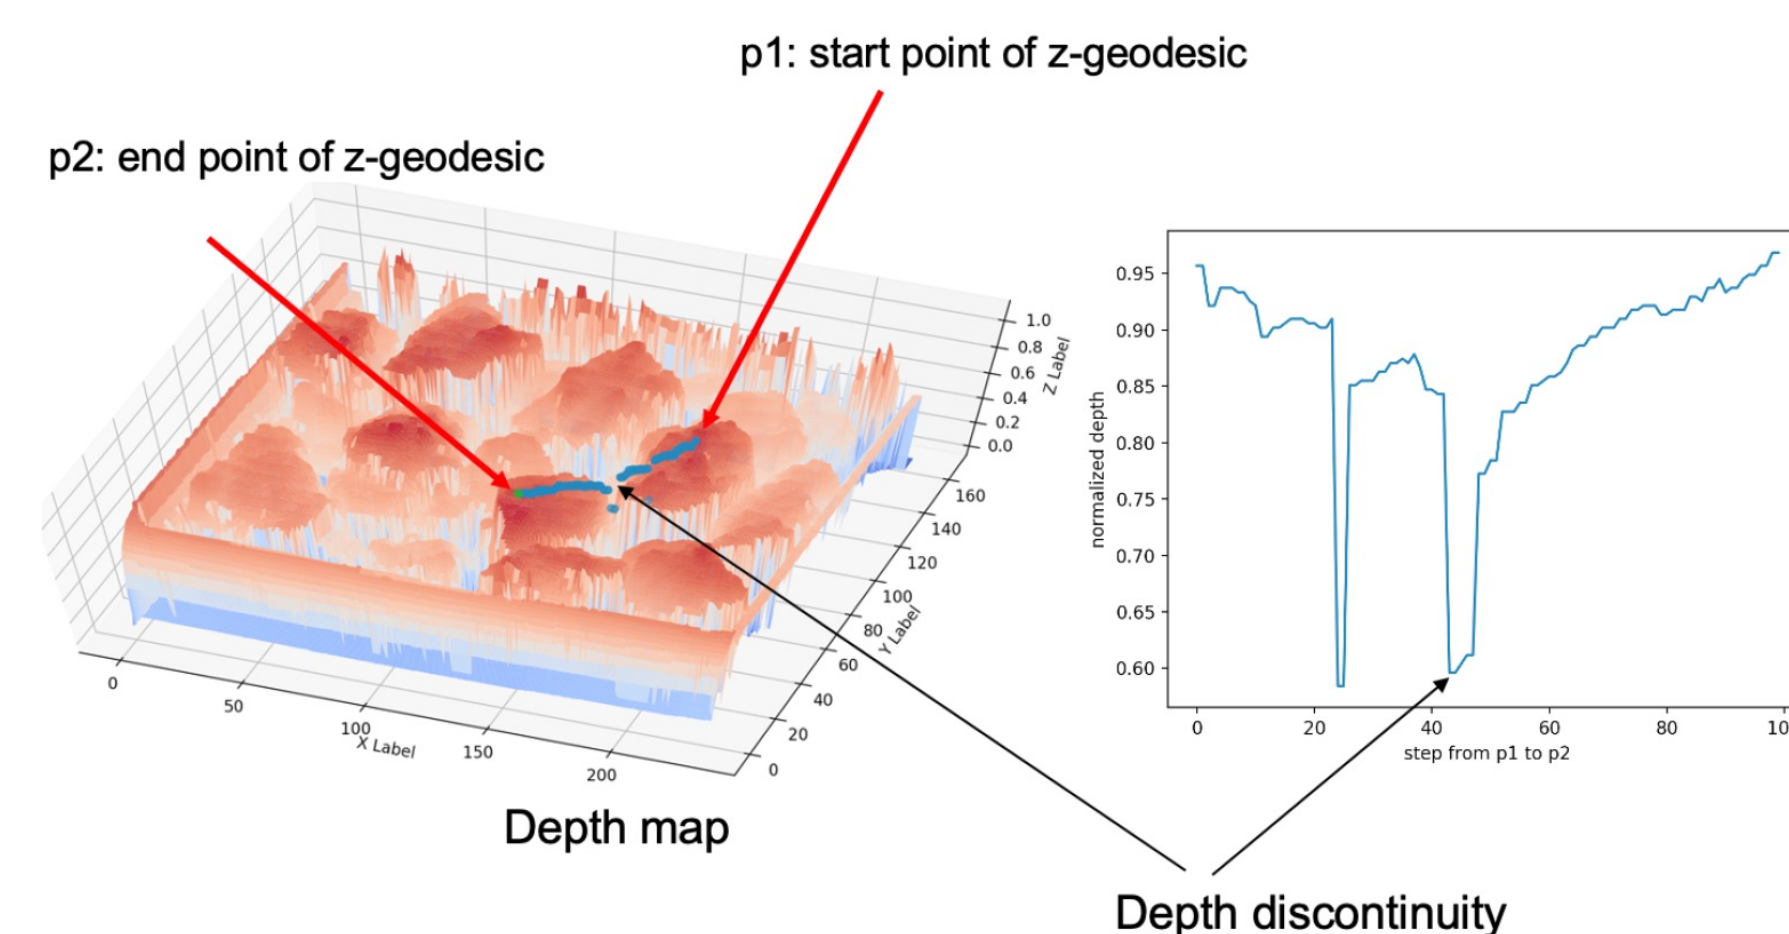 p1: start point of z-geodesic
p2: end point of z-geodesic
1.0
0.8
0.6
0.4
0.2
0.0
Z Label
160
140
120
100
80
60
40
20
0
Y Label
0
50
100
150
200
X Label
Depth map
0.95
0.90
0.85
0.80
0.75
0.70
0.65
0.60
normalized depth
0 20 40 60 80
step from p1 to p2
Depth discontinuity